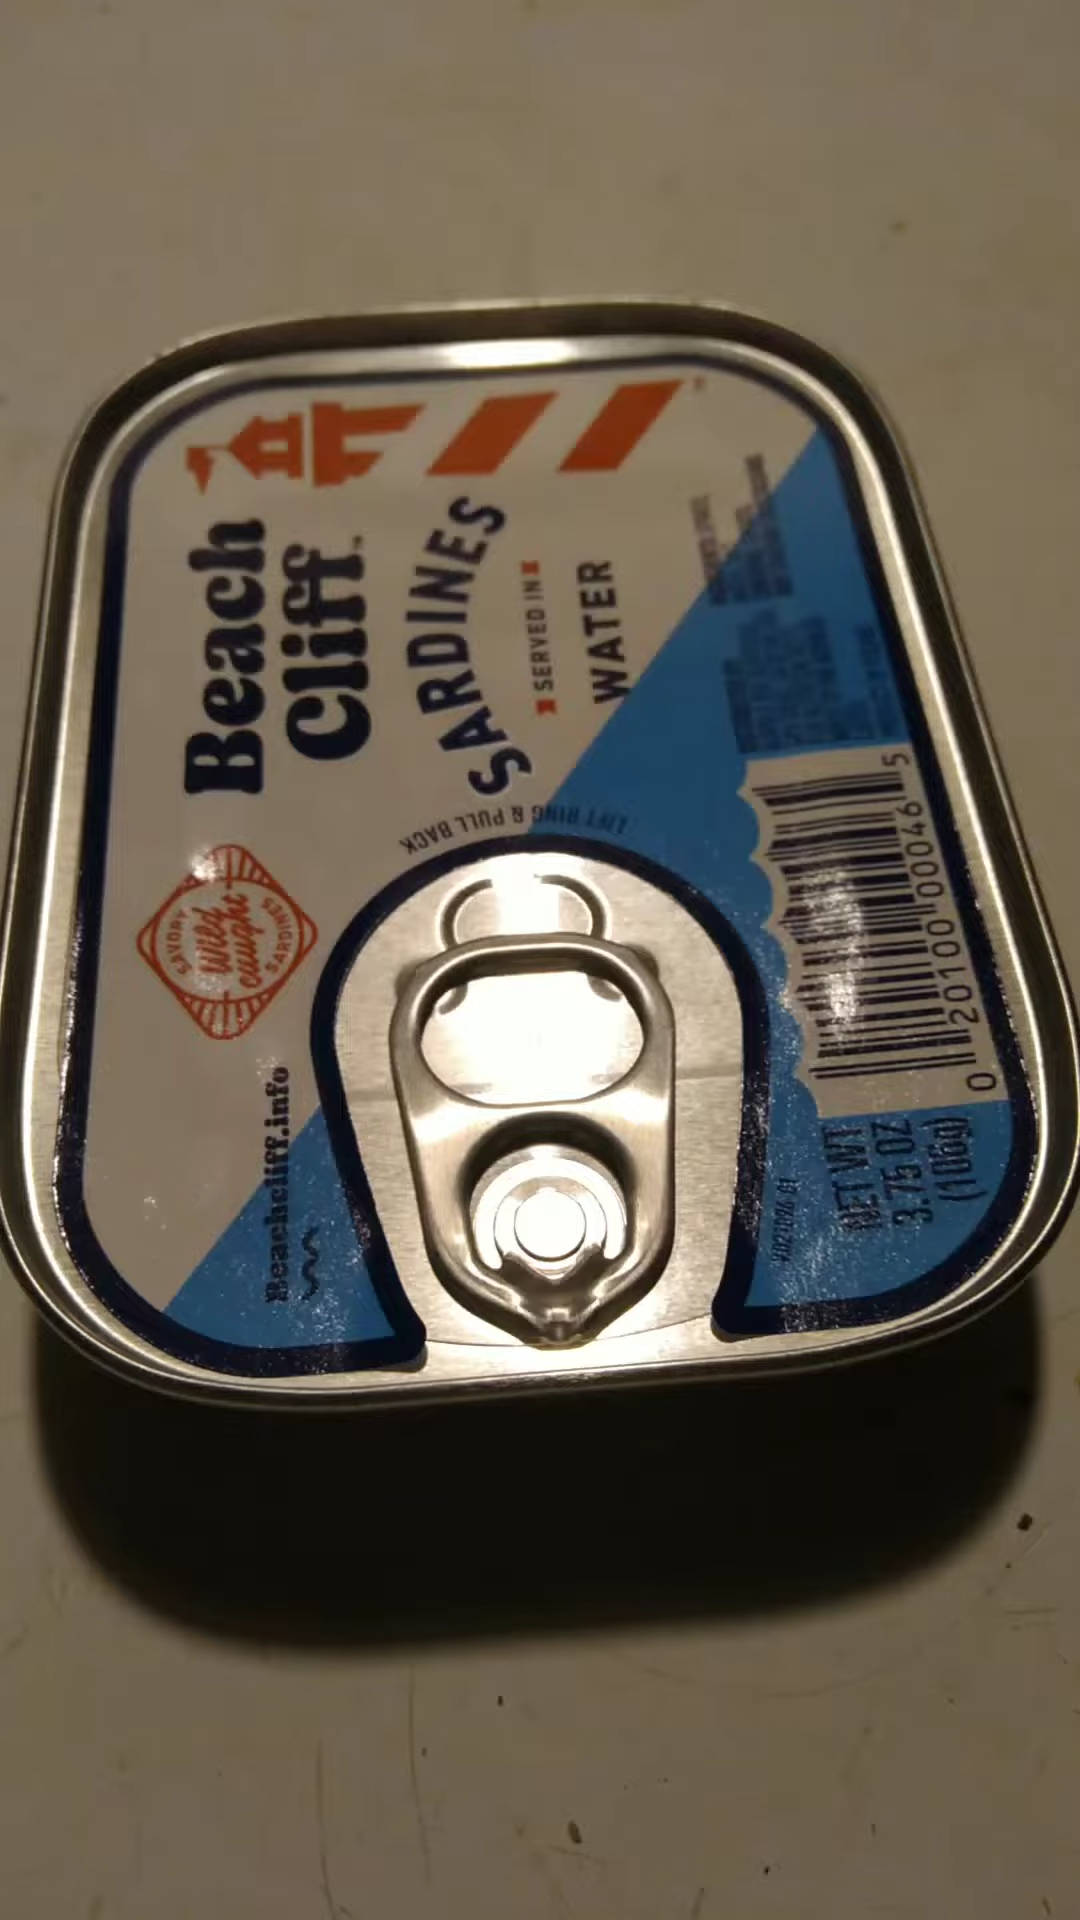 Beach
Cliff™
SARDINES
SERVED IN
WATER
LIFT RING & PULL BACK
SAVORY
wild
caught
SARDINES
Beachcliff.info
0 20100 00046 5
NET WT
3.75 OZ
(106g)